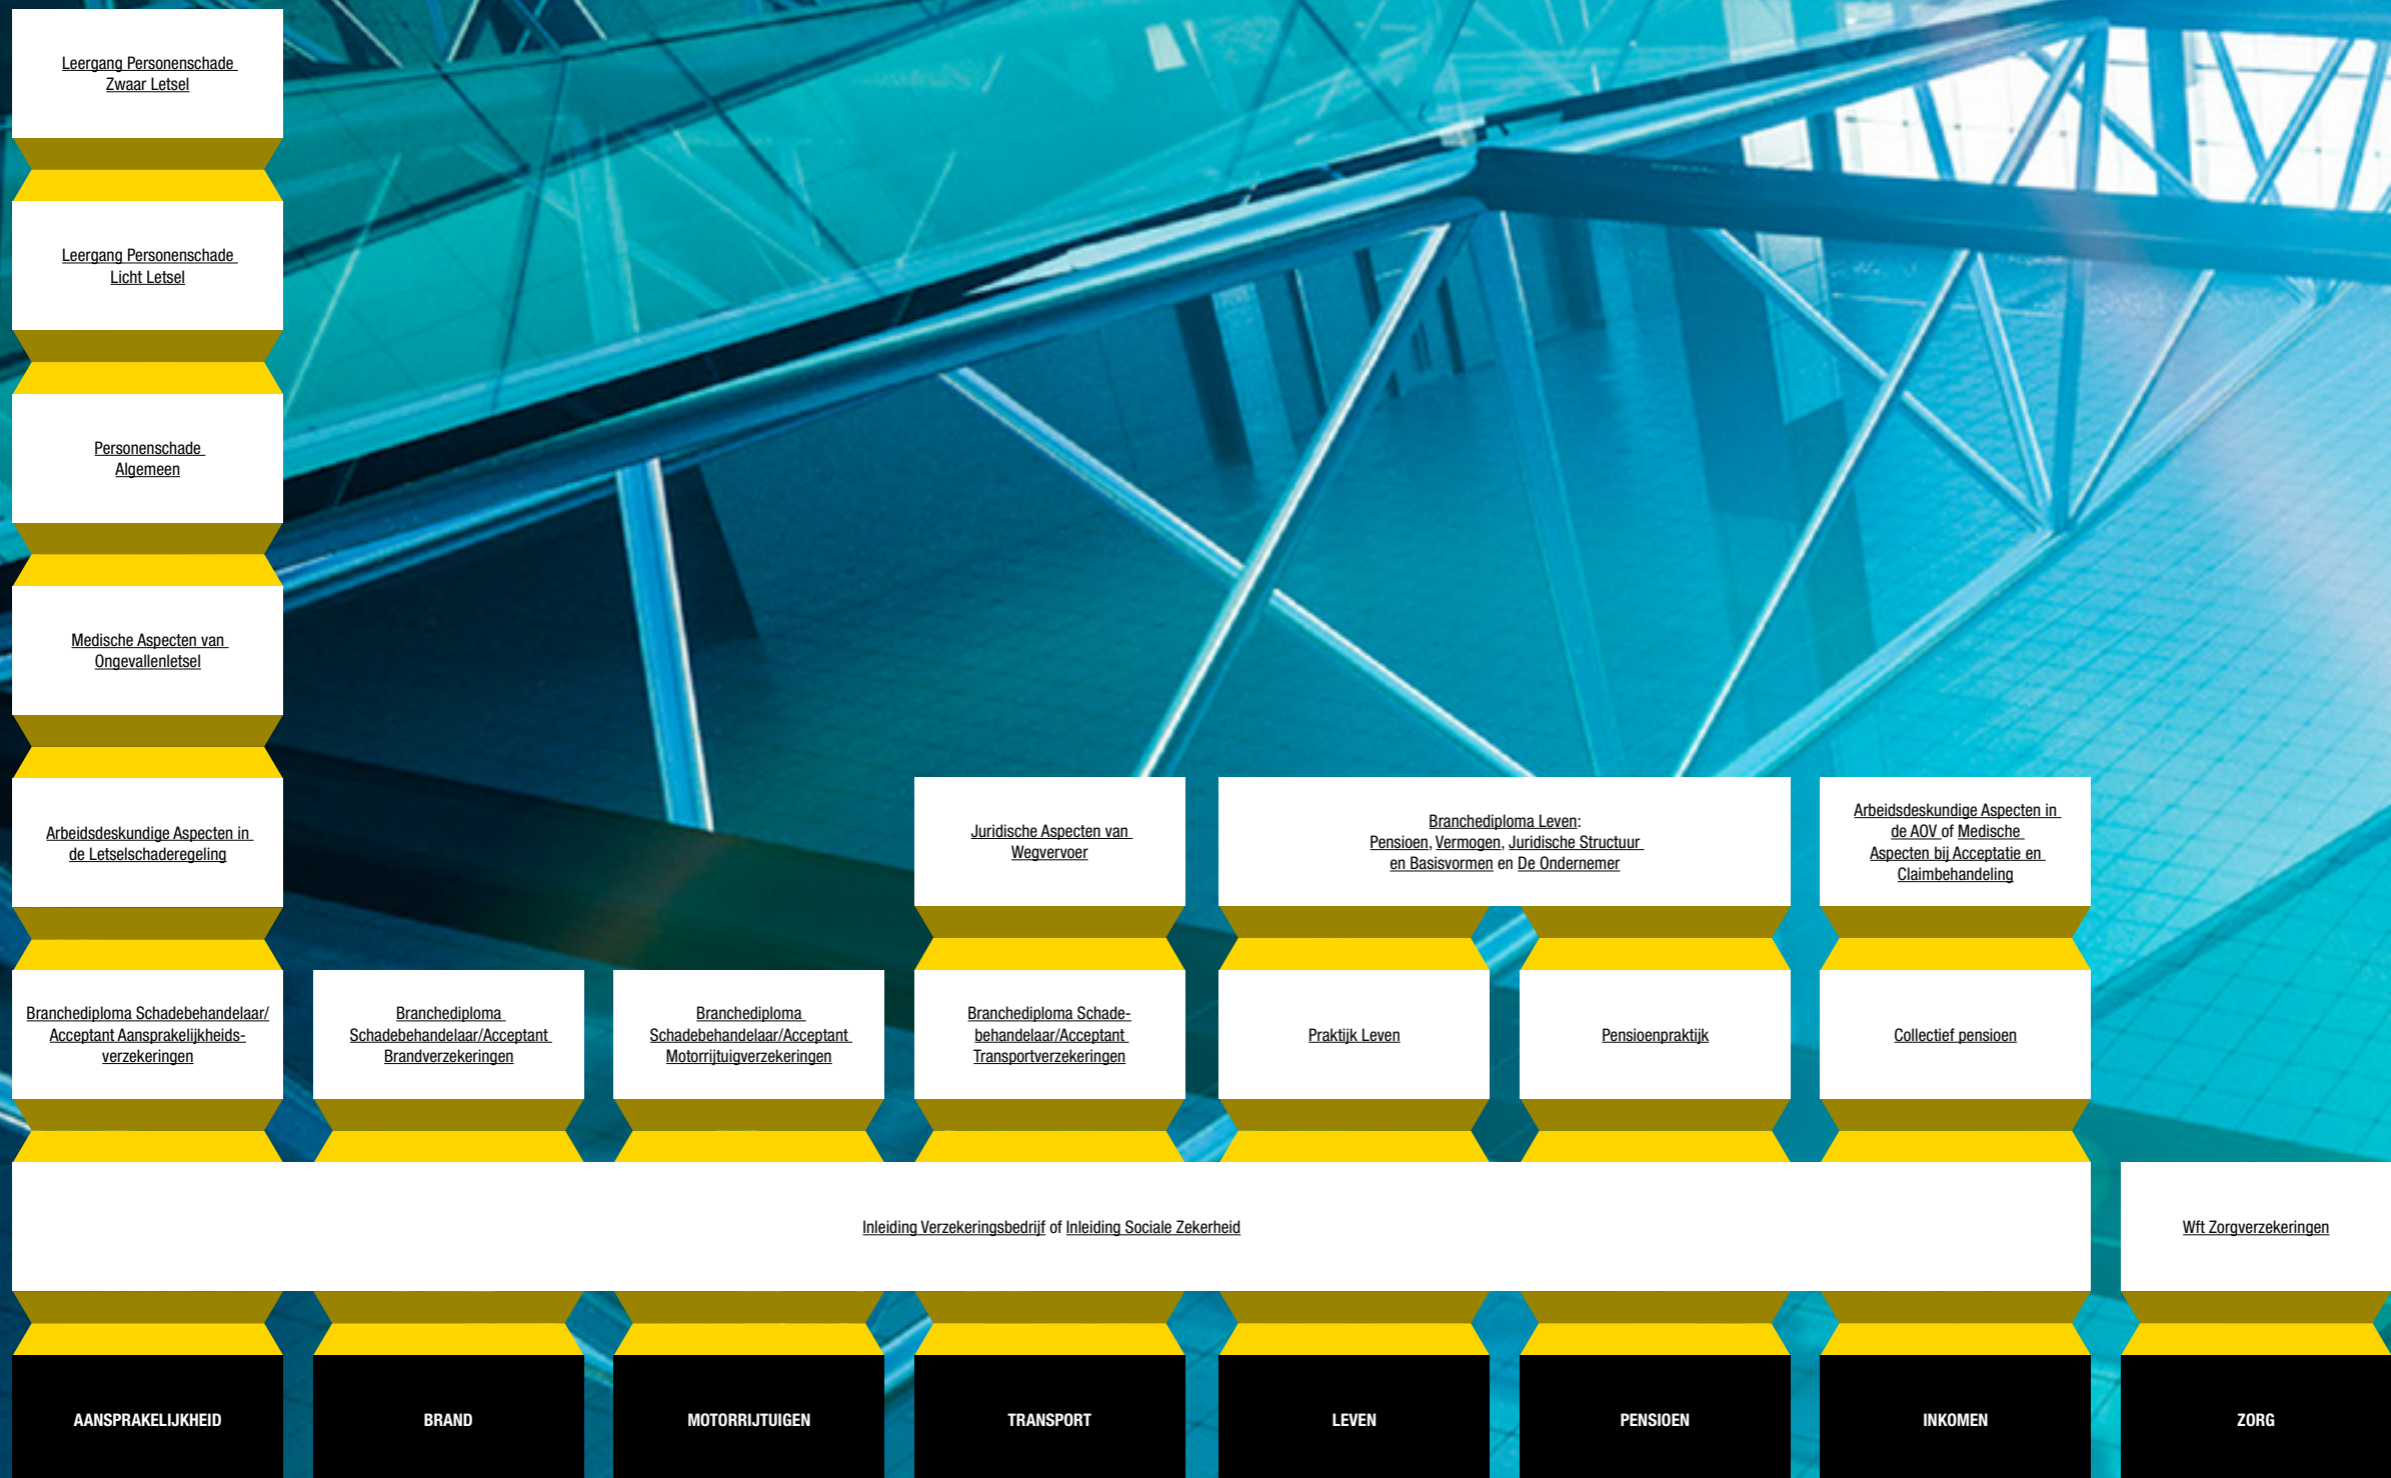 Leergang Personenschade
Zwaar Letsel
Leergang Personenschade
Licht Letsel
Personenschade
Algemeen
Medische Aspecten van
Ongevallenletsel
Arbeidsdeskundige Aspecten in
de Letselschaderegeling
Juridische Aspecten van
Wegvervoer
Branchediploma Leven:
Pensioen, Vermogen, Juridische Structuur
en Basisvormen en De Ondernemer
Arbeidsdeskundige Aspecten in
de AOV of Medische
Aspecten bij Acceptatie en
Claimbehandeling
Branchediploma Schadebehandelaar/
Acceptant Aansprakelijkheids-
verzekeringen
Branchediploma
Schadebehandelaar/Acceptant
Brandverzekeringen
Branchediploma
Schadebehandelaar/Acceptant
Motorrijtuigverzekeringen
Branchediploma Schade-
behandelaar/Acceptant
Transportverzekeringen
Praktijk Leven
Pensioenpraktijk
Collectief pensioen
Inleiding Verzekeringsbedrijf of Inleiding Sociale Zekerheid
Wft Zorgverzekeringen
AANSPRAKELIJKHEID
BRAND
MOTORRIJTUIGEN
TRANSPORT
LEVEN
PENSIOEN
INKOMEN
ZORG